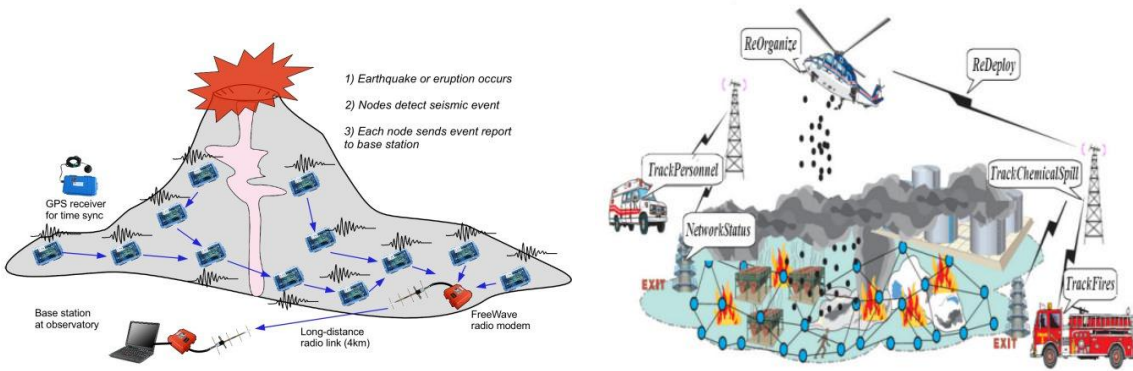 1) Earthquake or eruption occurs
2) Nodes detect seismic event
3) Each node sends event report
to base station
GPS receiver
for time sync
Base station
at observatory
Long-distance
radio link (4km)
FreeWave
radio modem
ReOrganize
ReDeploy
TrackPersonnel
TrackChemicalSpill
NetworkStatus
EXIT
TrackFires
EXIT